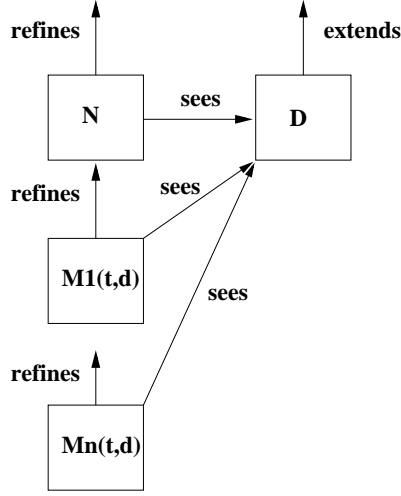 refines
extends
N
sees
D
refines
sees
M1(t,d)
sees
refines
Mn(t,d)